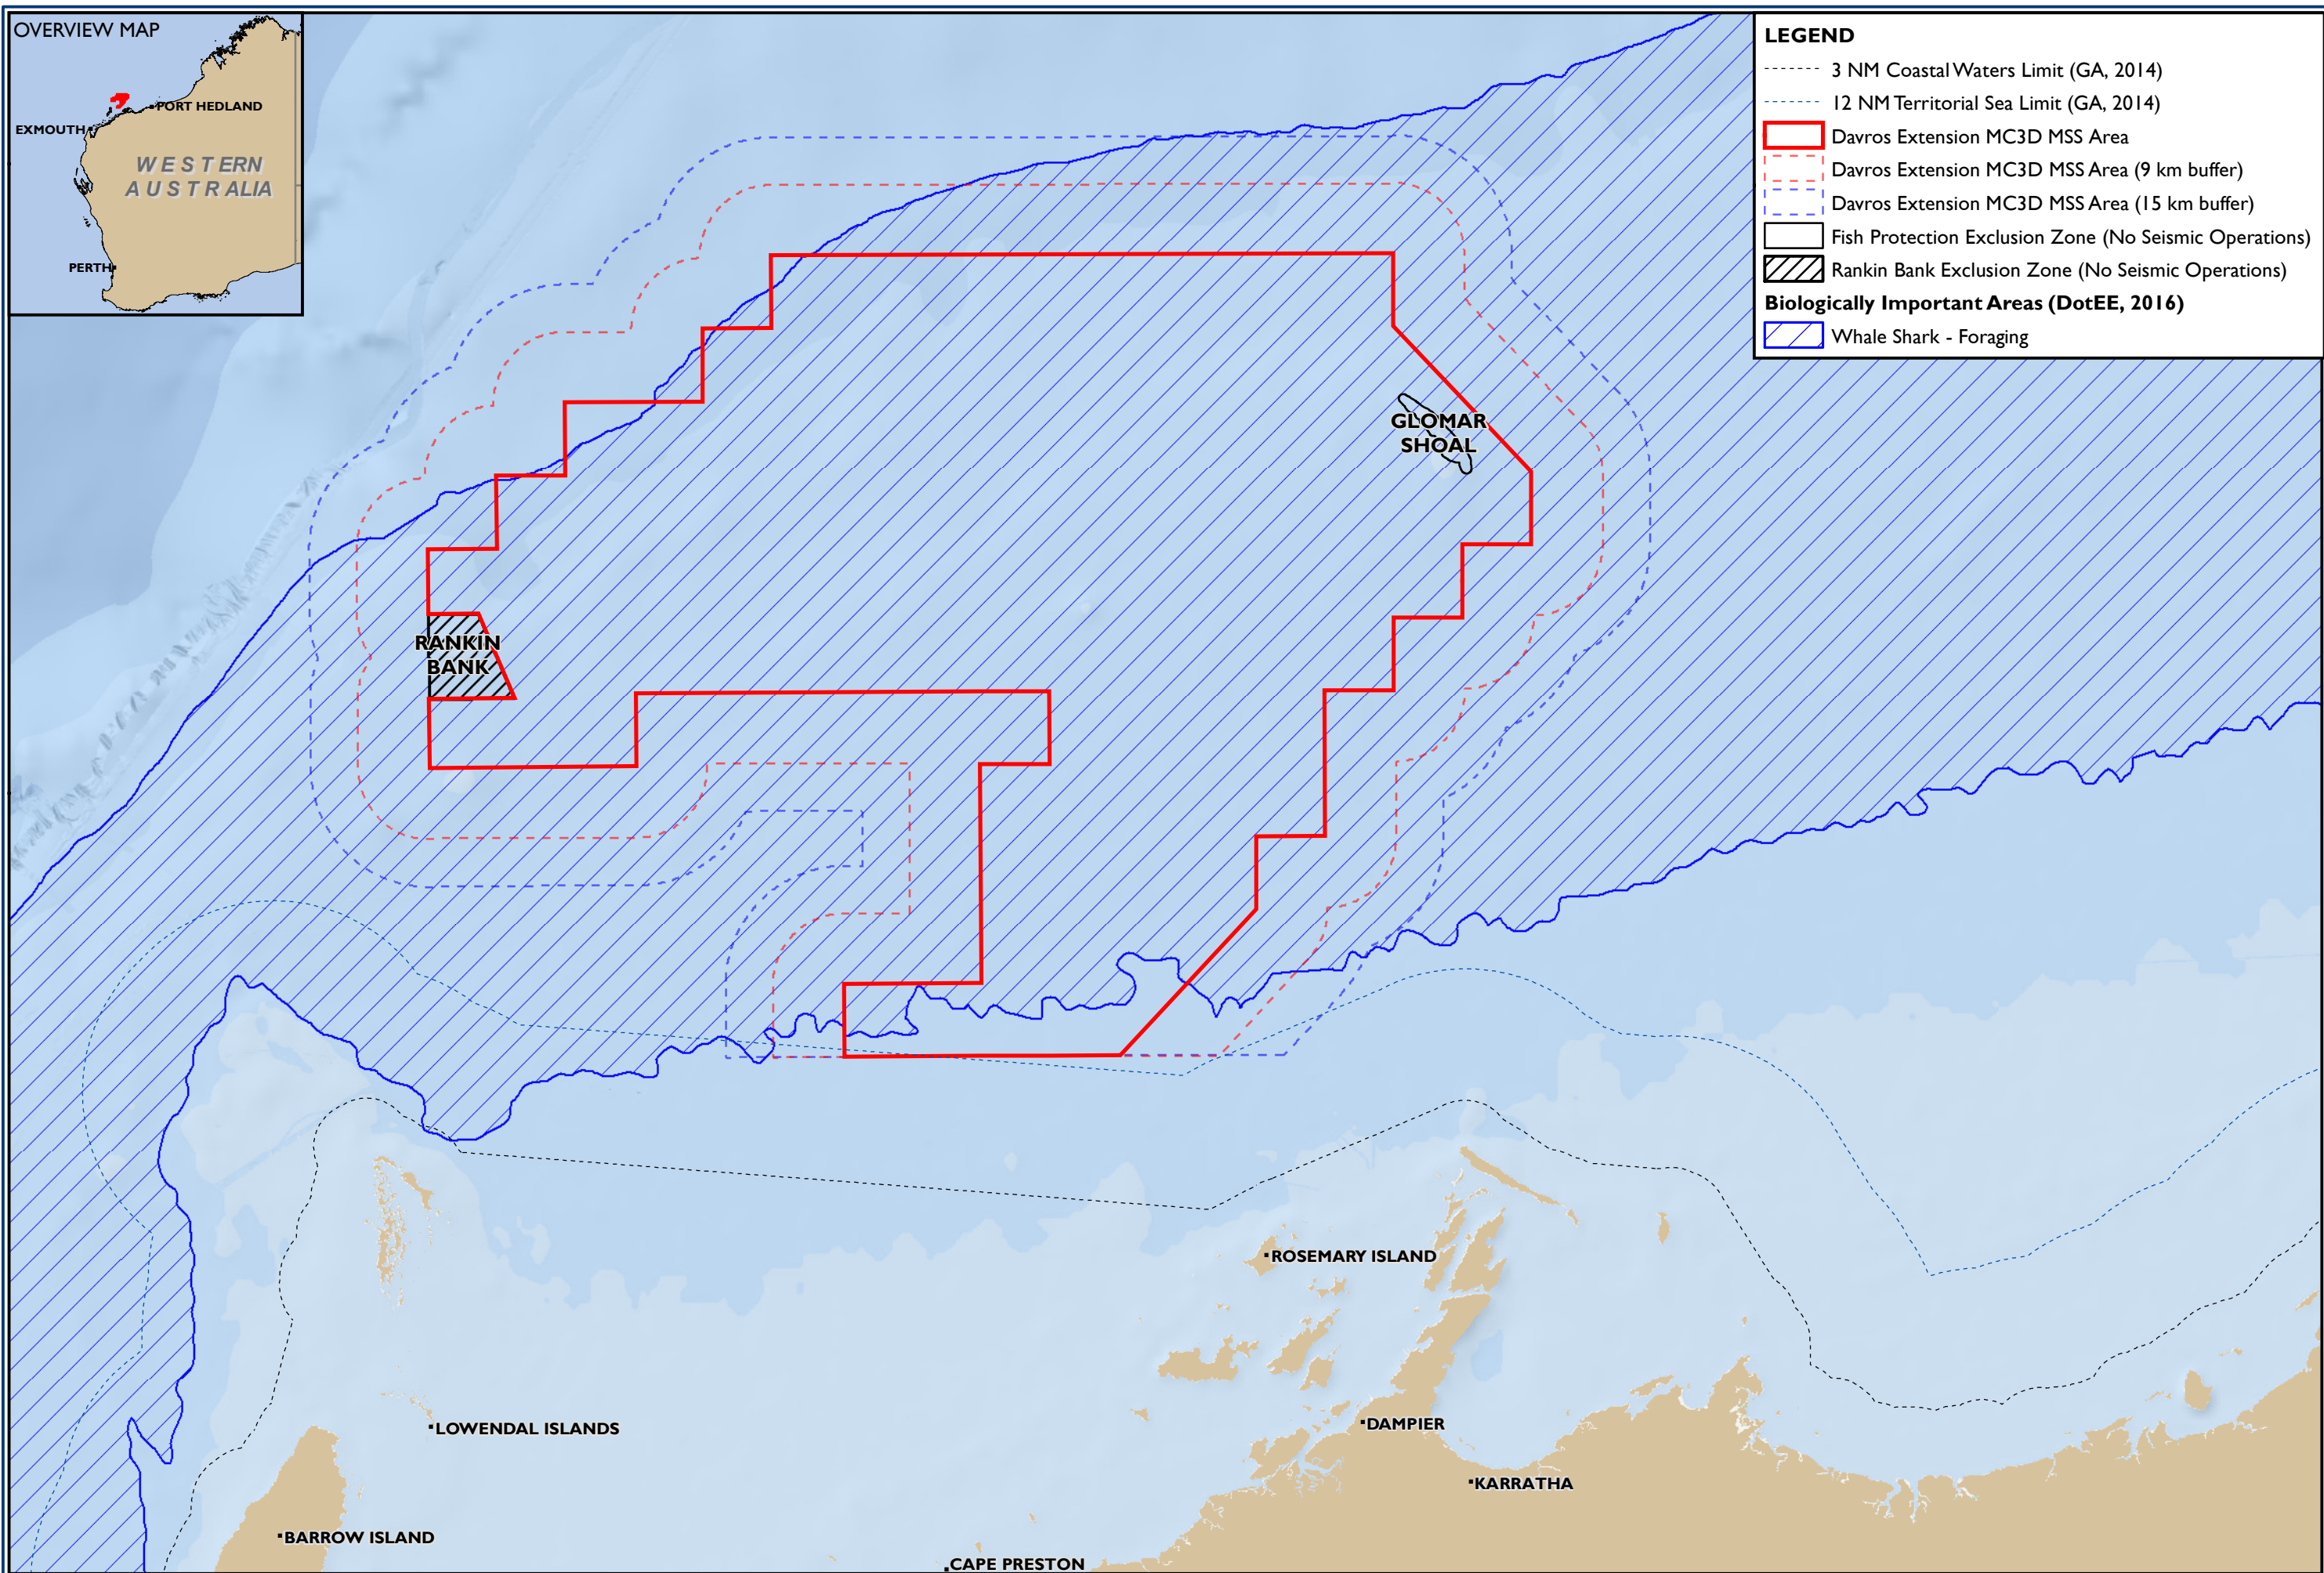 OVERVIEW MAP
PORT HEDLAND
EXMOUTH
WESTERN
AUSTRALIA
PERTH
LEGEND
3 NM Coastal Waters Limit (GA, 2014)
12 NM Territorial Sea Limit (GA, 2014)
Davros Extension MC3D MSS Area
Davros Extension MC3D MSS Area (9 km buffer)
Davros Extension MC3D MSS Area (15 km buffer)
Fish Protection Exclusion Zone (No Seismic Operations)
Rankin Bank Exclusion Zone (No Seismic Operations)
Biologically Important Areas (DotEE, 2016)
Whale Shark - Foraging
GLOMAR
SHOAL
RANKIN
BANK
ROSEMARY ISLAND
LOWENDAL ISLANDS
DAMPIER
KARRATHA
BARROW ISLAND
CAPE PRESTON